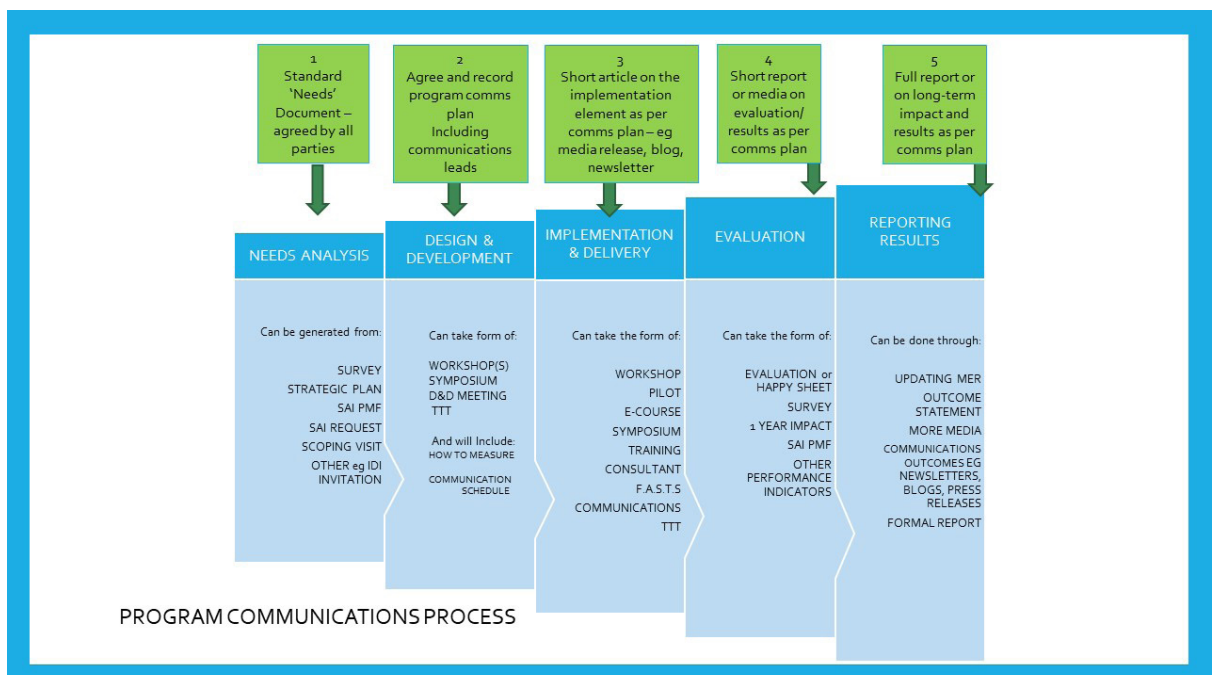 1
Standard
‘Needs’
Document –
agreed by all
parties
2
Agree and record
program comms
plan
Including
communications
leads
3
Short article on the
implementation
element as per
comms plan – eg
media release, blog,
newsletter
4
Short report
or media on
evaluation/
results as per
comms plan
5
Full report or
on long-term
impact and
results as per
comms plan
NEEDS ANALYSIS
Can be generated from:
SURVEY
STRATEGIC PLAN
SAI PMF
SAI REQUEST
SCOPING VISIT
OTHER eg IDI
INVITATION
DESIGN &
DEVELOPMENT
Can take form of:
WORKSHOP(S)
SYMPOSIUM
D&D MEETING
TTT
And will Include:
HOW TO MEASURE
COMMUNICATION
SCHEDULE
IMPLEMENTATION
& DELIVERY
Can take the form of:
WORKSHOP
PILOT
E-COURSE
SYMPOSIUM
TRAINING
CONSULTANT
F.A.S.T.S
COMMUNICATIONS
TTT
EVALUATION
Can take the form of:
EVALUATION or
HAPPY SHEET
SURVEY
1 YEAR IMPACT
SAI PMF
OTHER
PERFORMANCE
INDICATORS
REPORTING
RESULTS
Can be done through:
UPDATING MER
OUTCOME
STATEMENT
MORE MEDIA
COMMUNICATIONS
OUTCOMES EG
NEWSLETTERS,
BLOGS, PRESS
RELEASES
FORMAL REPORT
PROGRAM COMMUNICATIONS PROCESS